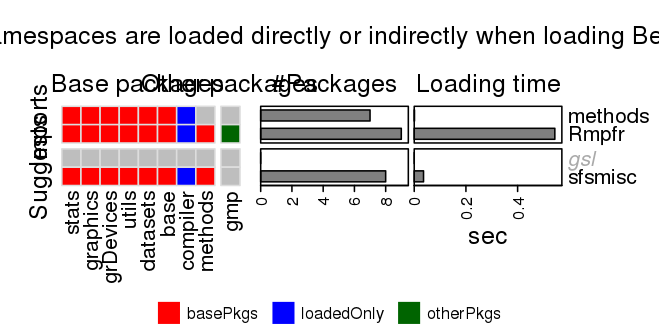 amespaces are loaded directly or indirectly when loading Be
Base packages Other packages #Packages Loading time
Imports
Suggests
methods
Rmpfr
gsl
sfsmisc
stats graphics grDevices utils datasets base compiler methods gmp
0 2 4 6 8
0 0.2 0.4
sec
basePkgs loadedOnly otherPkgs